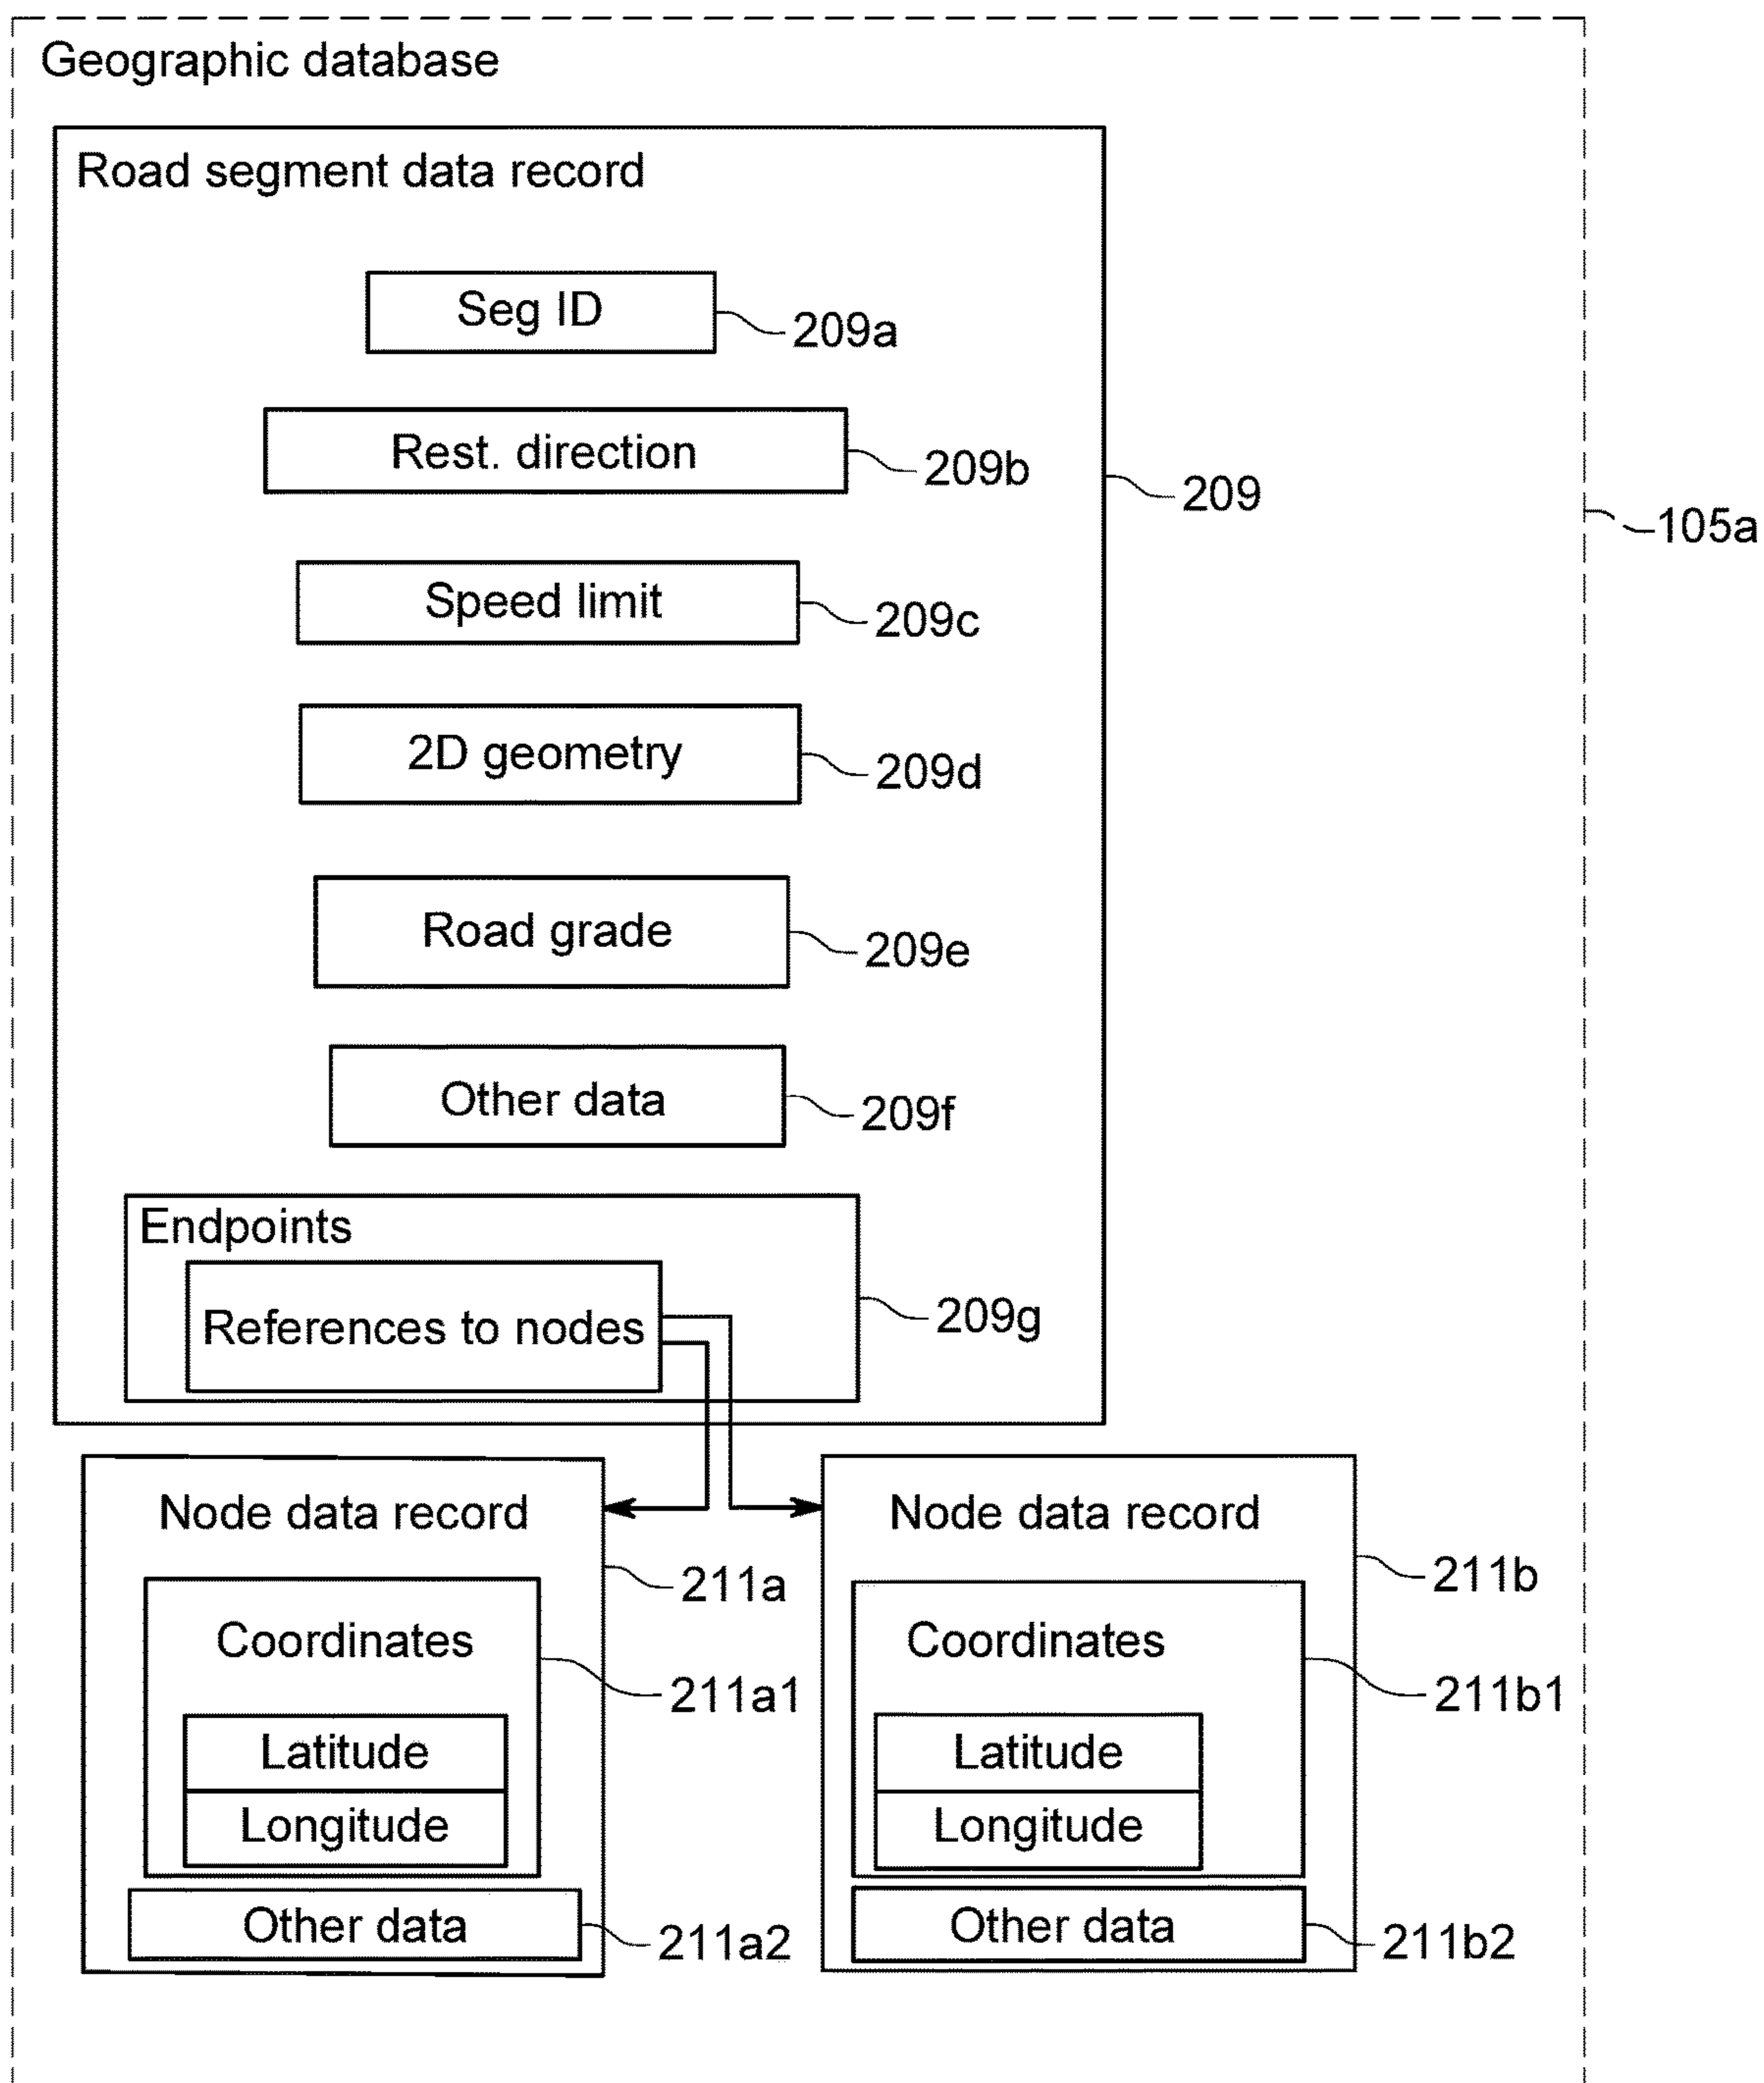 Geographic database
Road segment data record
Seg ID
209a
Rest. direction
209b
209
105a
Speed limit
209c
2D geometry
209d
Road grade
209e
Other data
209f
Endpoints
References to nodes
209g
Node data record
211a
Coordinates
211a1
Latitude
Longitude
Other data
211a2
Node data record
211b
Coordinates
211b1
Latitude
Longitude
Other data
211b2